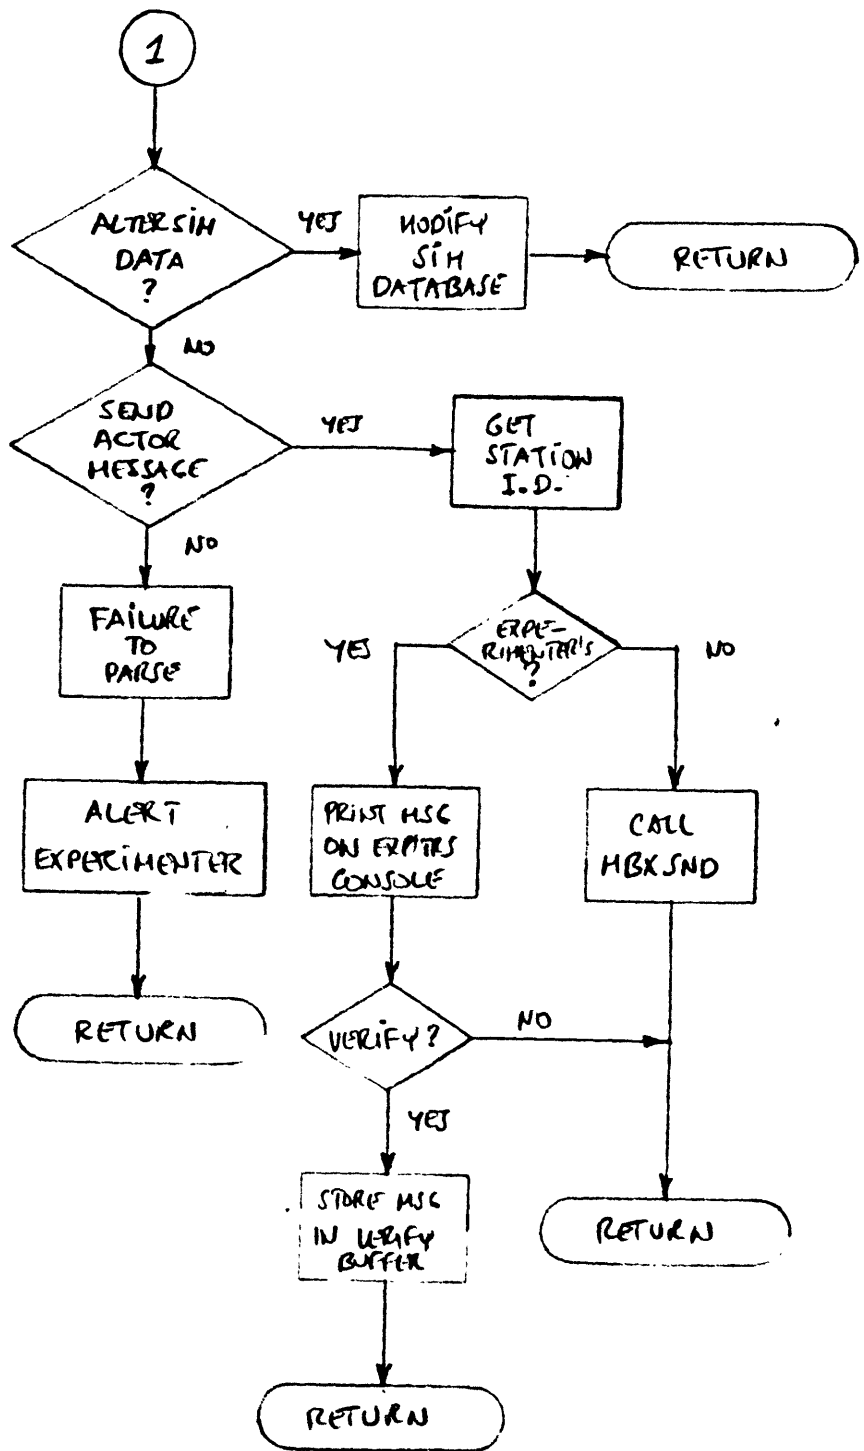 1
ALTER SIM
DATA
?
YES
MODIFY
SIM
DATABASE
RETURN
NO
SEND
ACTOR
MESSAGE
?
YES
GET
STATION
I.D.
NO
FAILURE
TO
PARSE
EXPE-
RIMENTER'S
?
YES
NO
ALERT
EXPERIMENTER
PRINT MSG
ON EXPTRS
CONSOLE
CALL
MBXSND
RETURN
VERIFY?
NO
YES
STORE MSG
IN VERIFY
BUFFER
RETURN
RETURN